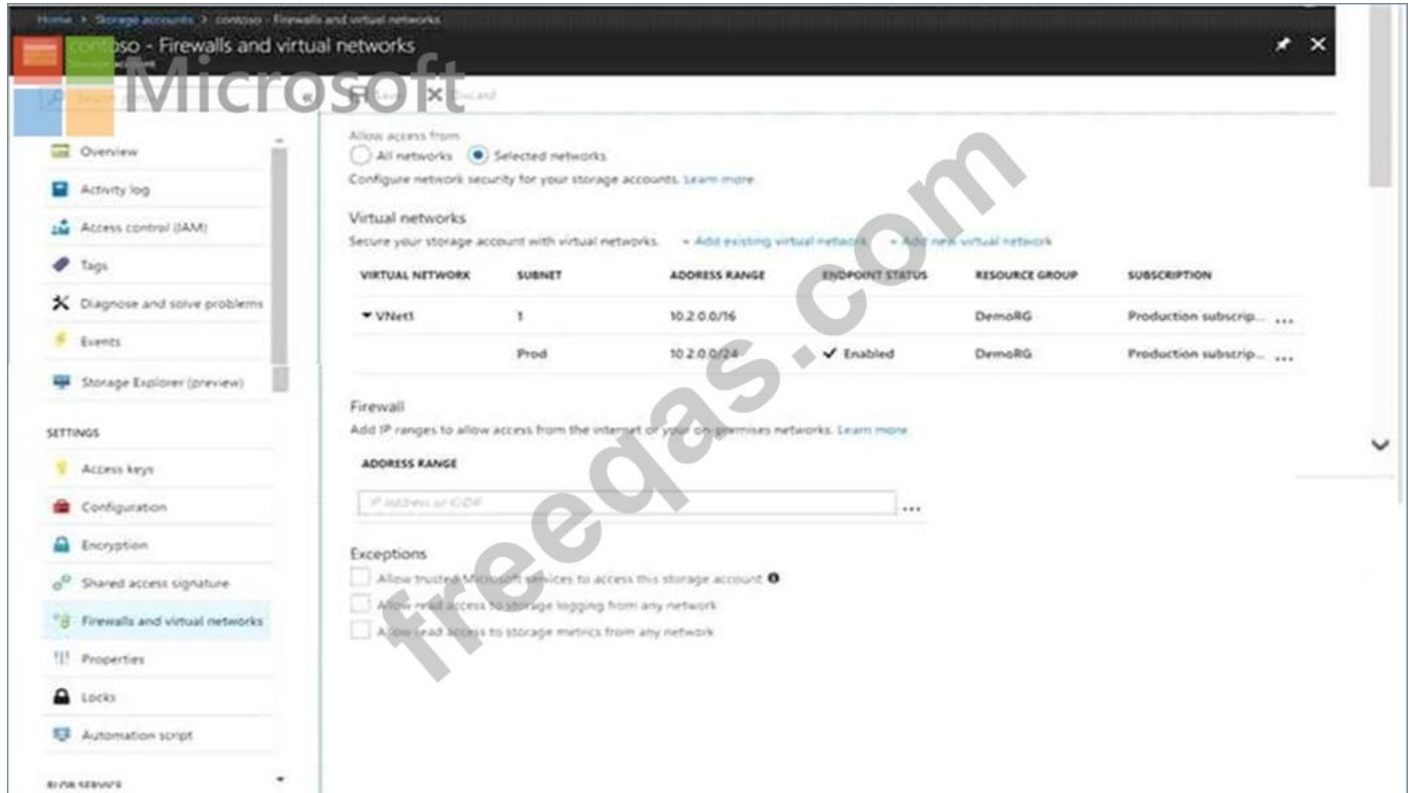 Home > Storage accounts > contoso - Firewalls and virtual networks
contoso - Firewalls and virtual networks
Storage account
Microsoft
Discard
Overview
Activity log
Access control (IAM)
Tags
Diagnose and solve problems
Events
Storage Explorer (preview)
SETTINGS
Access keys
Configuration
Encryption
Shared access signature
Firewalls and virtual networks
Properties
Locks
Automation script
BLOB SERVICE
Allow access from
All networks Selected networks
Configure network security for your storage accounts. Learn more.
Virtual networks
Secure your storage account with virtual networks. + Add existing virtual network + Add new virtual network
VIRTUAL NETWORK SUBNET ADDRESS RANGE ENDPOINT STATUS RESOURCE GROUP SUBSCRIPTION
VNet1 1 10.2.0.0/16 DemoRG Production subscrip... ...
Prod 10.2.0.0/24 ✓ Enabled DemoRG Production subscrip... ...
Firewall
Add IP ranges to allow access from the internet or your on-premises networks. Learn more.
ADDRESS RANGE
IP address or CIDR ...
Exceptions
Allow trusted Microsoft services to access this storage account
Allow read access to storage logging from any network
Allow read access to storage metrics from any network
freeqas.com